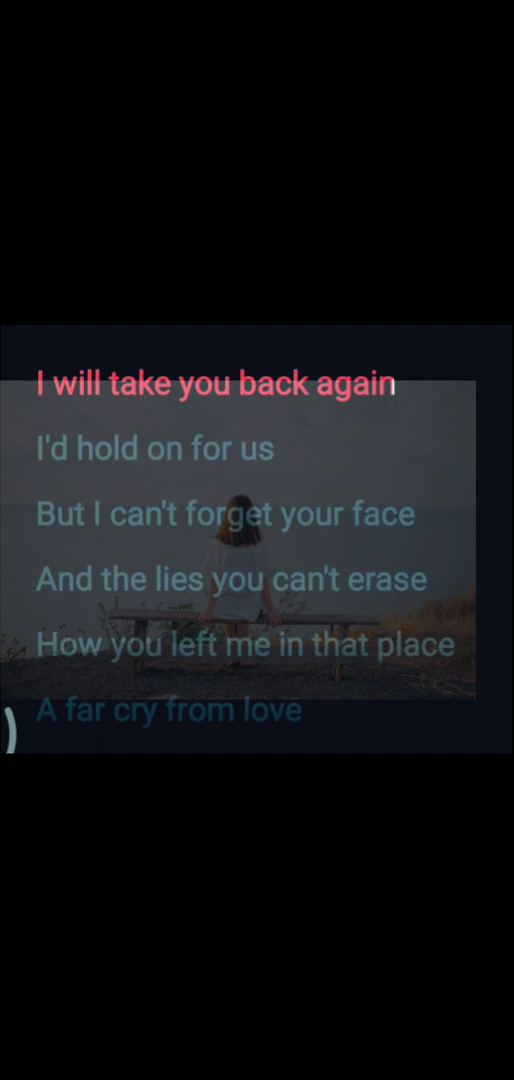 I will take you back again
I'd hold on for us
But I can't forget your face
And the lies you can't erase
How you left me in that place
A far cry from love